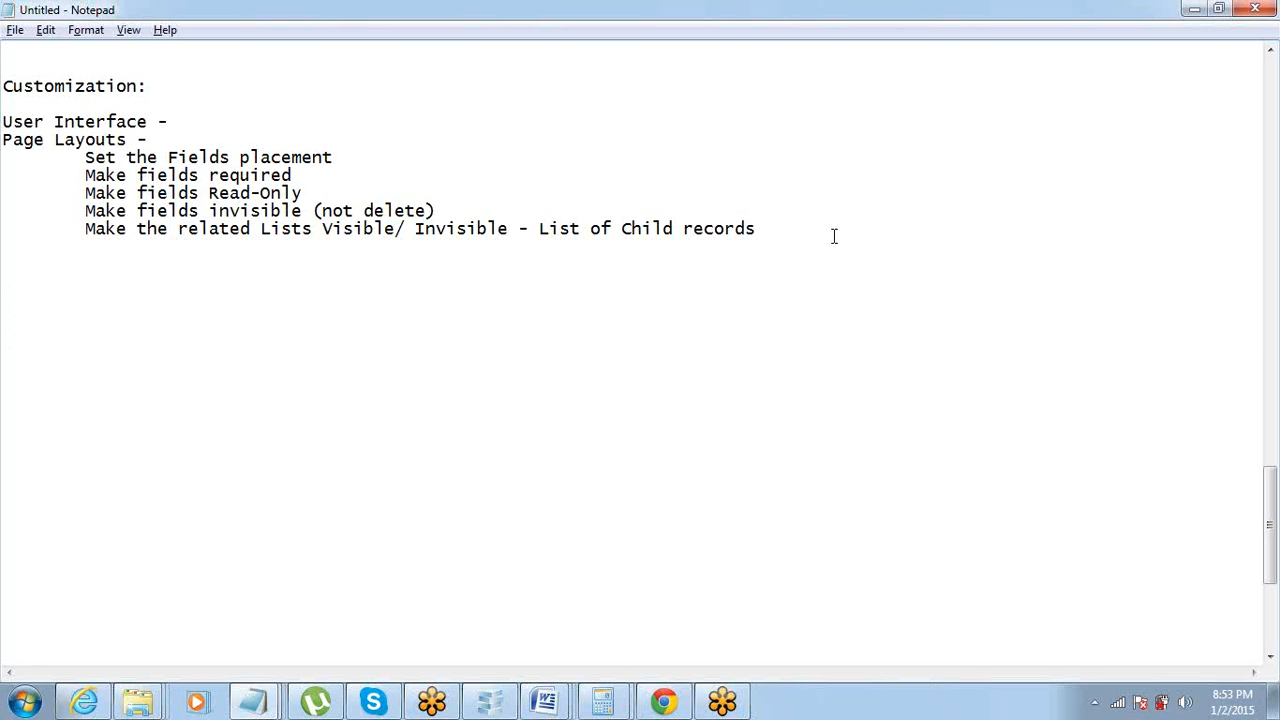 Untitled - Notepad
File Edit Format View Help
Customization:
User Interface -
Page Layouts -
Set the Fields placement
Make fields required
Make fields Read-Only
Make fields invisible (not delete)
Make the related Lists Visible/ Invisible - List of Child records
8:53 PM
1/2/2015